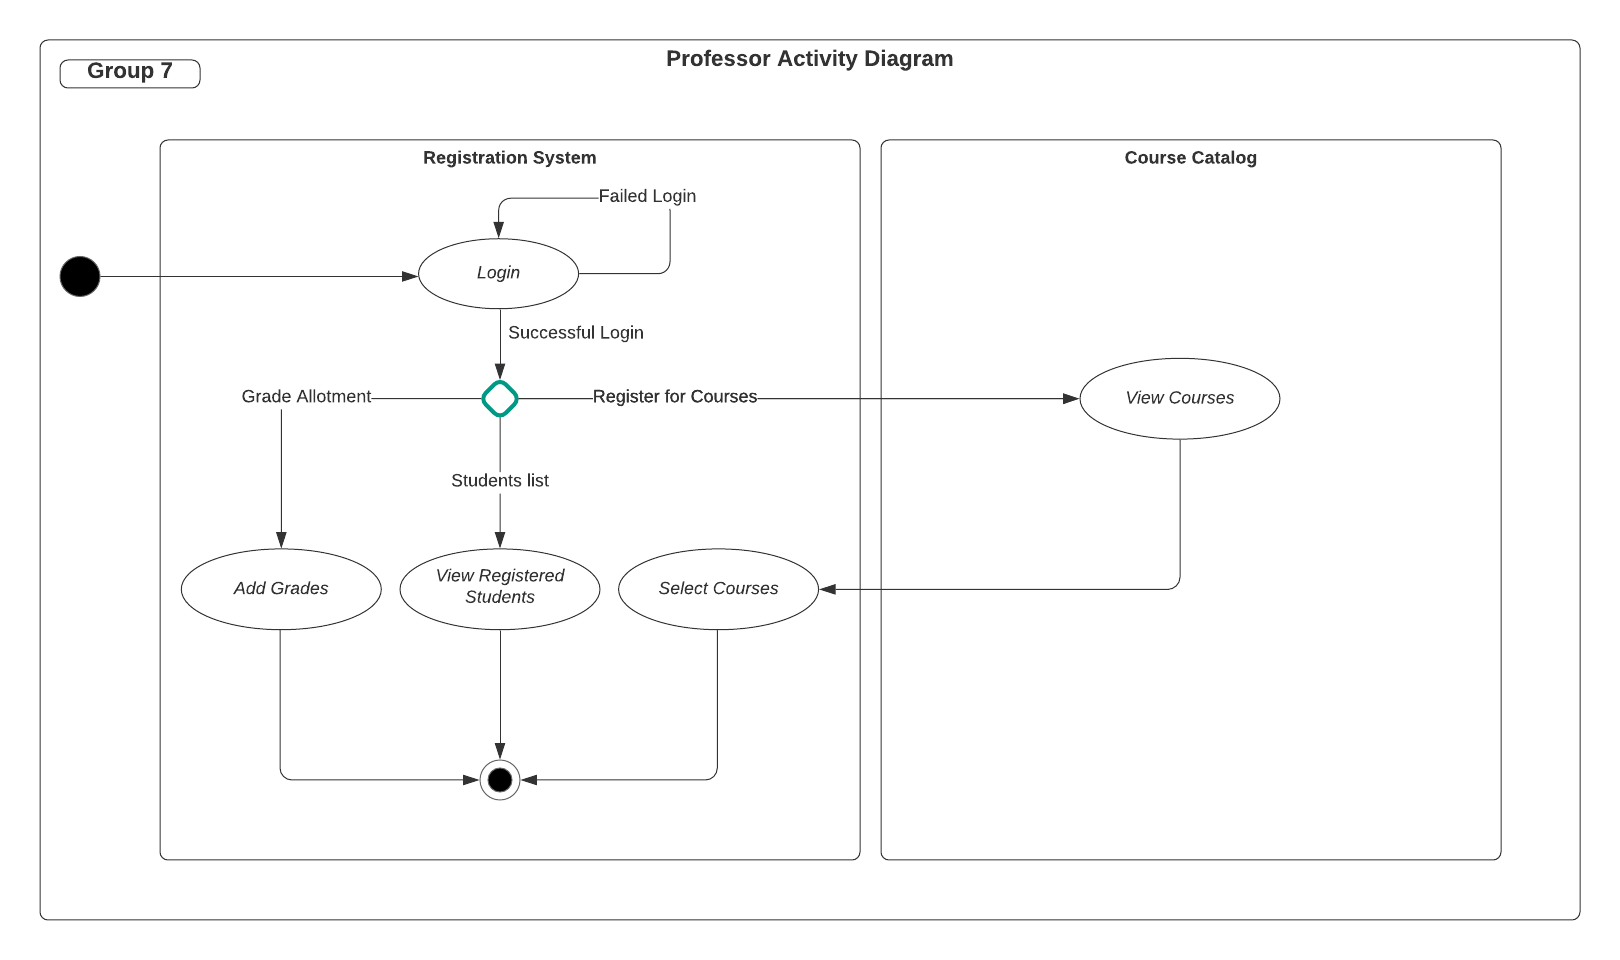 Professor Activity Diagram
Group 7
Registration System
Course Catalog
Failed Login
Login
Successful Login
Grade Allotment
Register for Courses
View Courses
Students list
Add Grades
View Registered
Students
Select Courses